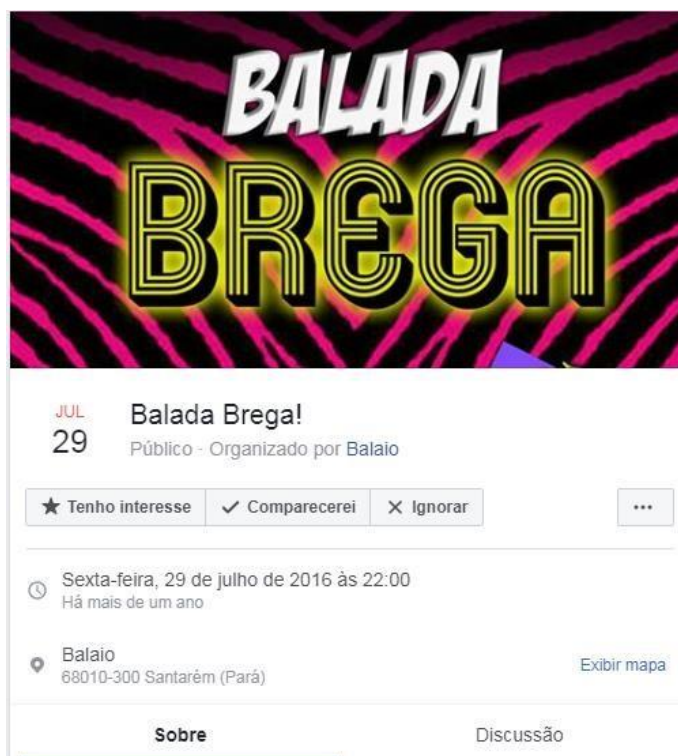 BALADA
BREGA
JUL
29
Balada Brega!
Público · Organizado por Balaio
Tenho interesse
Comparecerei
Ignorar
Sexta-feira, 29 de julho de 2016 às 22:00
Há mais de um ano
Balaio
68010-300 Santarém (Pará)
Exibir mapa
Sobre
Discussão